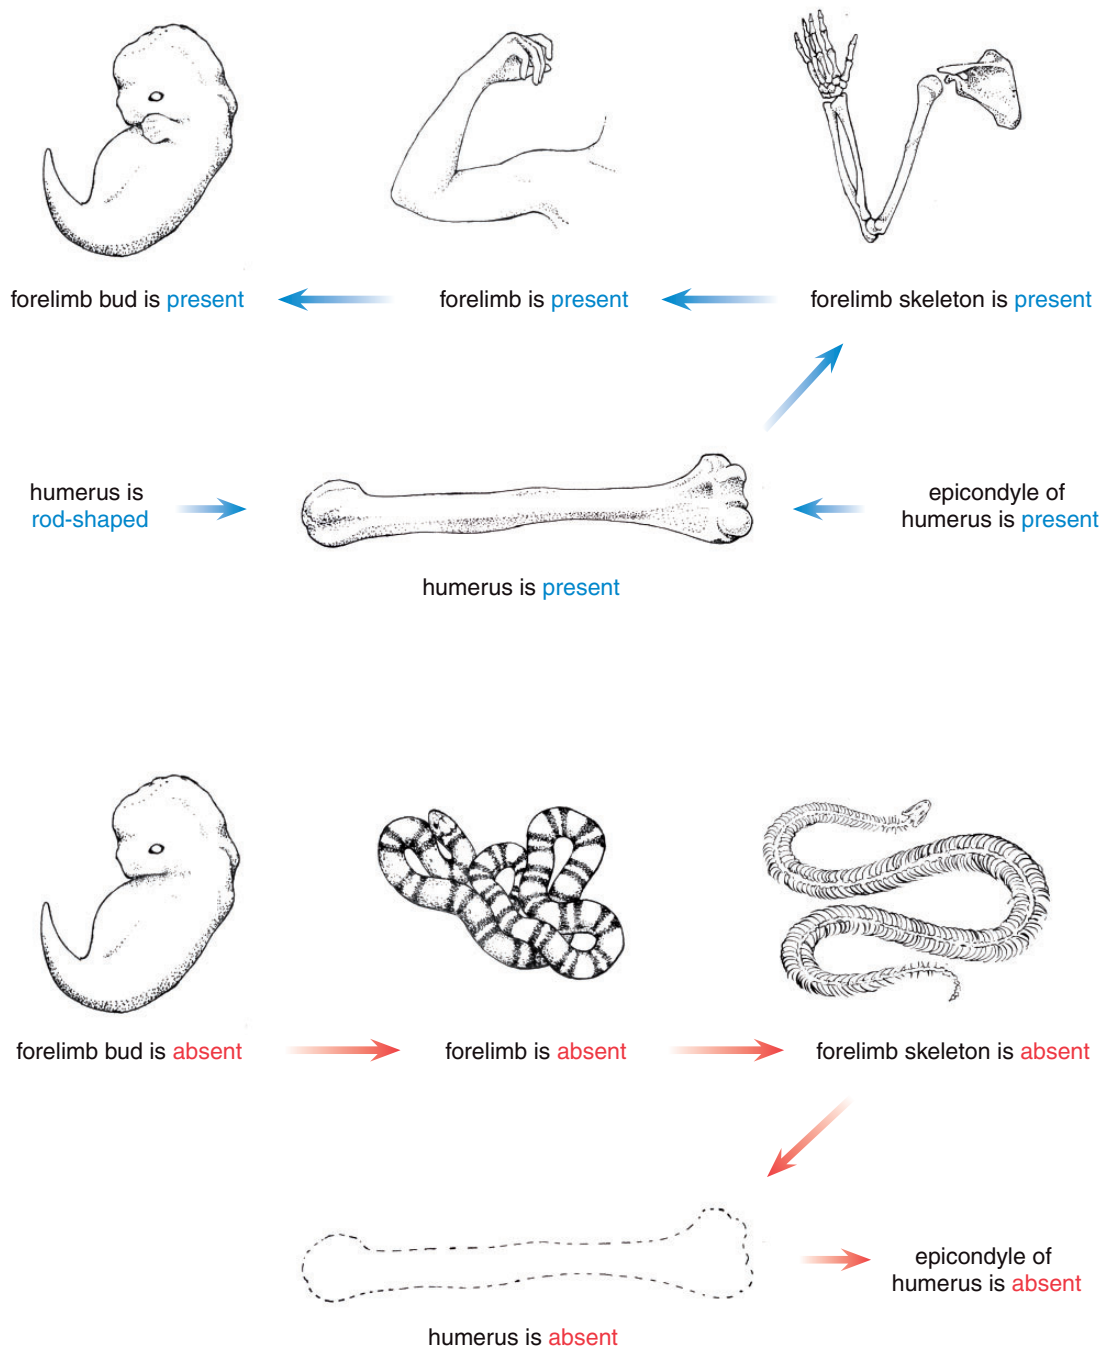 forelimb bud is present
forelimb is present
forelimb skeleton is present
humerus is
rod-shaped
epicondyle of
humerus is present
humerus is present
forelimb bud is absent
forelimb is absent
forelimb skeleton is absent
epicondyle of
humerus is absent
humerus is absent